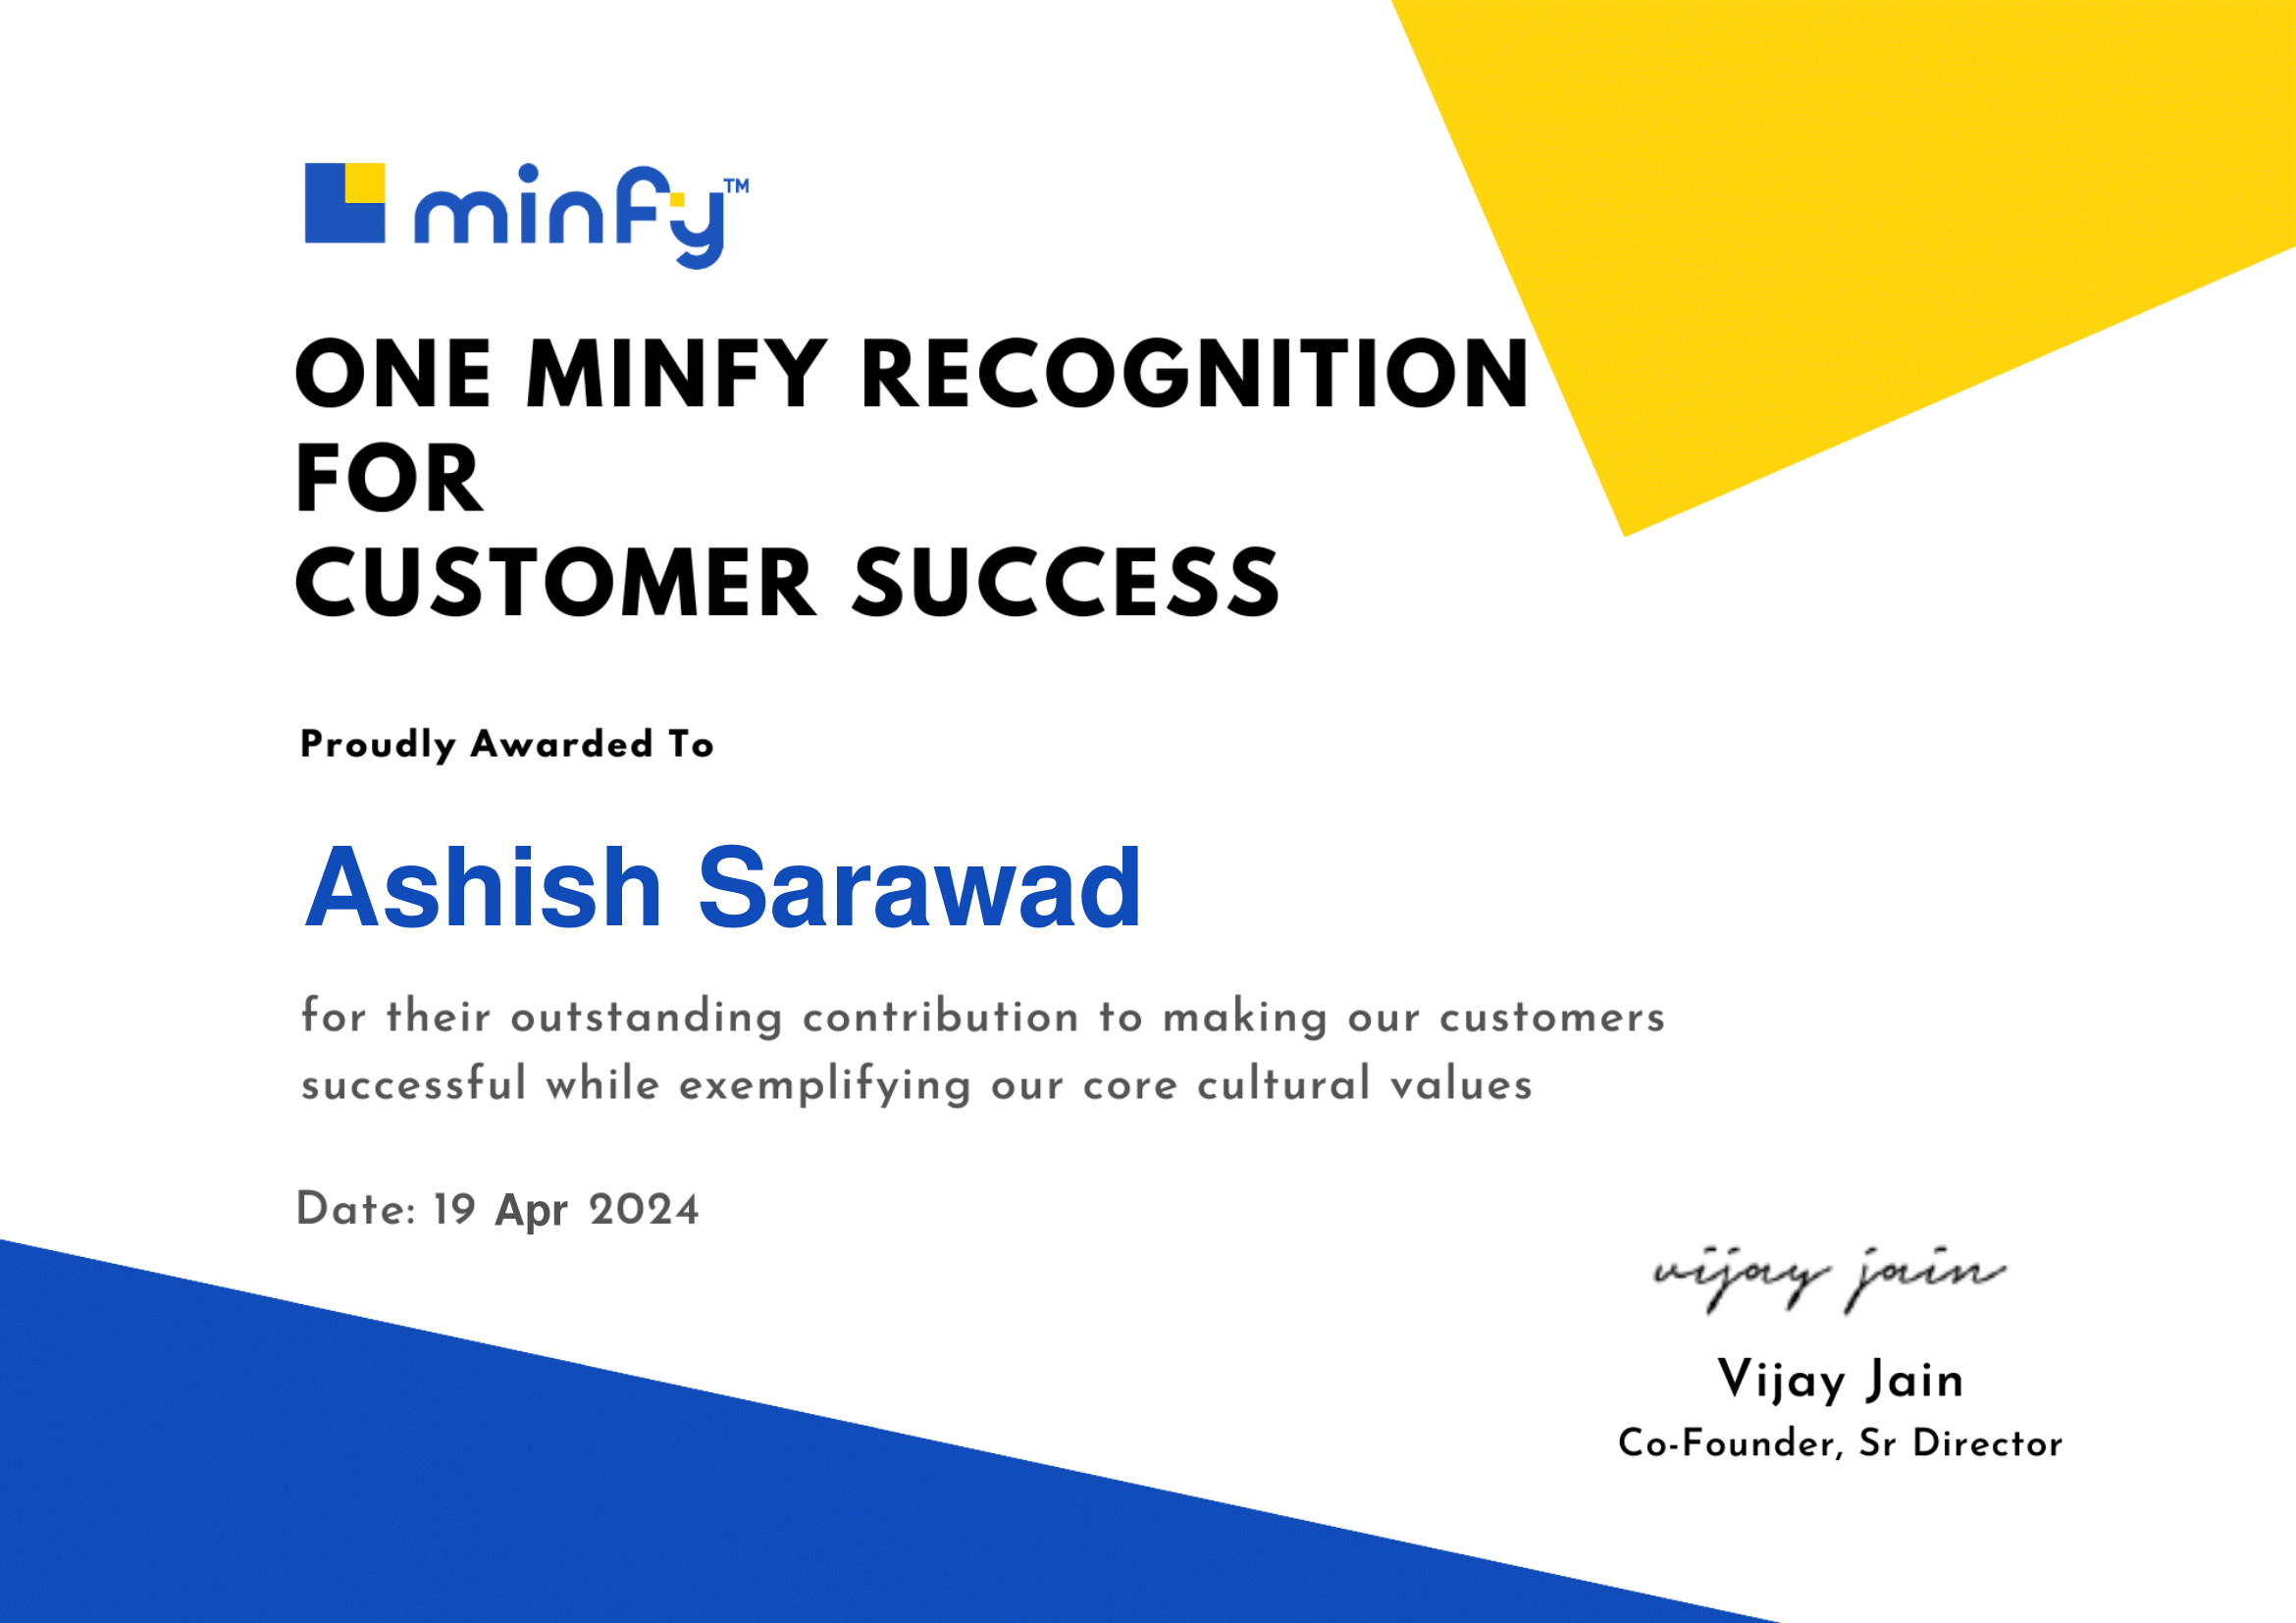 minfy™
ONE MINFY RECOGNITION
FOR
CUSTOMER SUCCESS
Proudly Awarded To
Ashish Sarawad
for their outstanding contribution to making our customers
successful while exemplifying our core cultural values
Date: 19 Apr 2024
vijay jain
Vijay Jain
Co-Founder, Sr Director